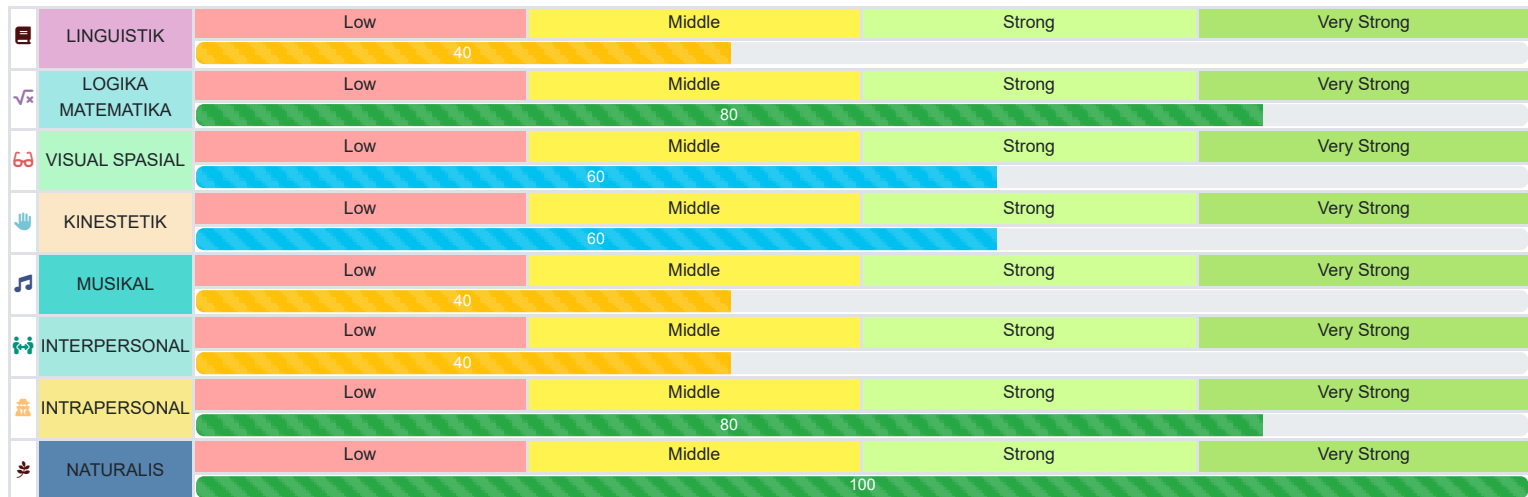 LINGUISTIK
Low Middle Strong Very Strong
40
LOGIKA
MATEMATIKA
Low Middle Strong Very Strong
80
VISUAL SPASIAL
Low Middle Strong Very Strong
60
KINESTETIK
Low Middle Strong Very Strong
60
MUSIKAL
Low Middle Strong Very Strong
40
INTERPERSONAL
Low Middle Strong Very Strong
40
INTRAPERSONAL
Low Middle Strong Very Strong
80
NATURALIS
Low Middle Strong Very Strong
100